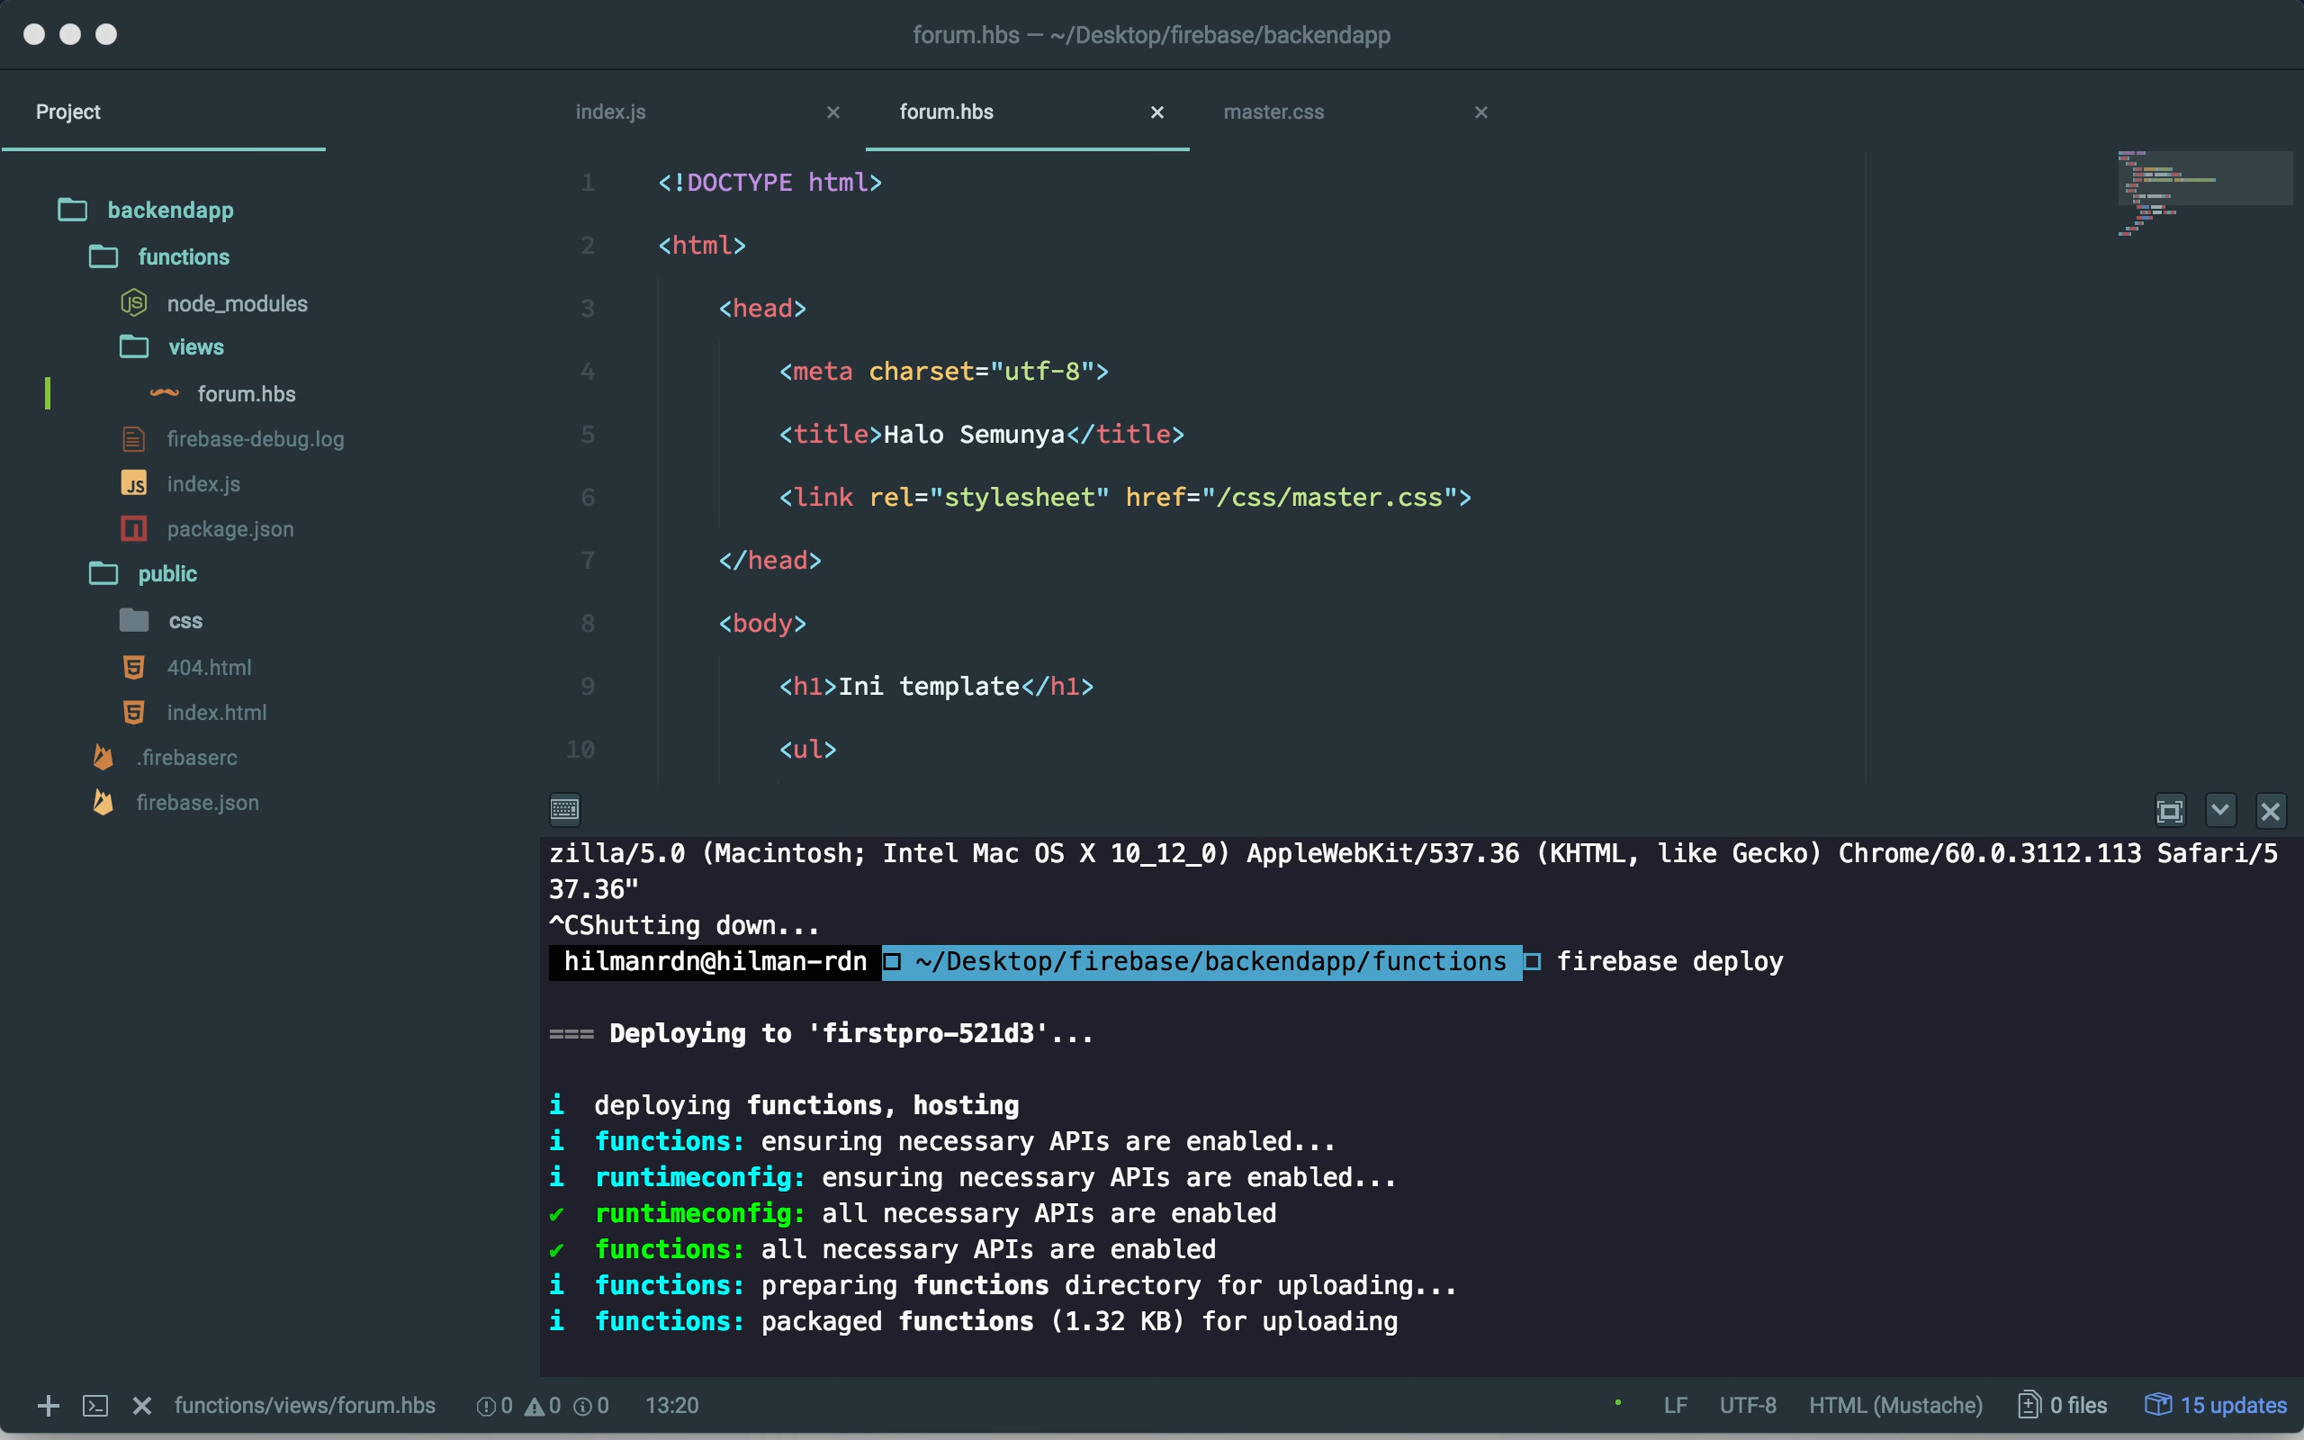 forum.hbs — ~/Desktop/firebase/backendapp
Project
index.js
forum.hbs
master.css
backendapp
functions
node_modules
views
forum.hbs
firebase-debug.log
index.js
package.json
public
css
404.html
index.html
.firebaserc
firebase.json
1 <!DOCTYPE html>
2 <html>
3 <head>
4 <meta charset="utf-8">
5 <title>Halo Semunya</title>
6 <link rel="stylesheet" href="/css/master.css">
7 </head>
8 <body>
9 <h1>Ini template</h1>
10 <ul>
zilla/5.0 (Macintosh; Intel Mac OS X 10_12_0) AppleWebKit/537.36 (KHTML, like Gecko) Chrome/60.0.3112.113 Safari/5
37.36"
^CShutting down...
hilmanrdn@hilman-rdn ~/Desktop/firebase/backendapp/functions firebase deploy
=== Deploying to 'firstpro-521d3'...
i deploying functions, hosting
i functions: ensuring necessary APIs are enabled...
i runtimeconfig: ensuring necessary APIs are enabled...
✔ runtimeconfig: all necessary APIs are enabled
✔ functions: all necessary APIs are enabled
i functions: preparing functions directory for uploading...
i functions: packaged functions (1.32 KB) for uploading
functions/views/forum.hbs 0 0 0 13:20 LF UTF-8 HTML (Mustache) 0 files 15 updates